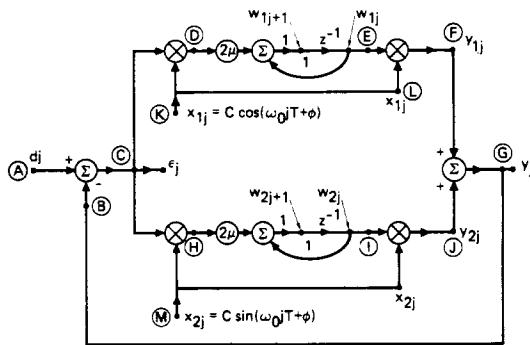 w1j+1 w1j
D 2μ Σ 1 z⁻¹ E F y1j
1
K x1j = C cos(ω0jT+φ) x1j L
A dj + Σ C εj
- B
+ Σ G yj
+
w2j+1 w2j
H 2μ Σ 1 z⁻¹ I J y2j
1
M x2j = C sin(ω0jT+φ) x2j